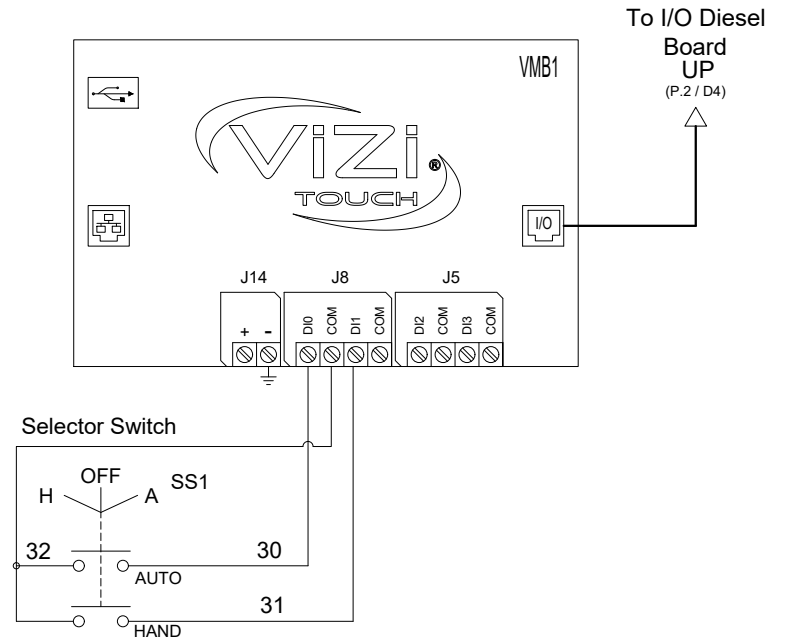 To I/O Diesel
Board
UP
(P.2 / D4)
VMB1
ViZi®
TOUCH
I/O
J14
J8
J5
+ - DI0 COM DI1 COM DI2 COM DI3 COM
Selector Switch
OFF
H A SS1
32 30
AUTO
31
HAND